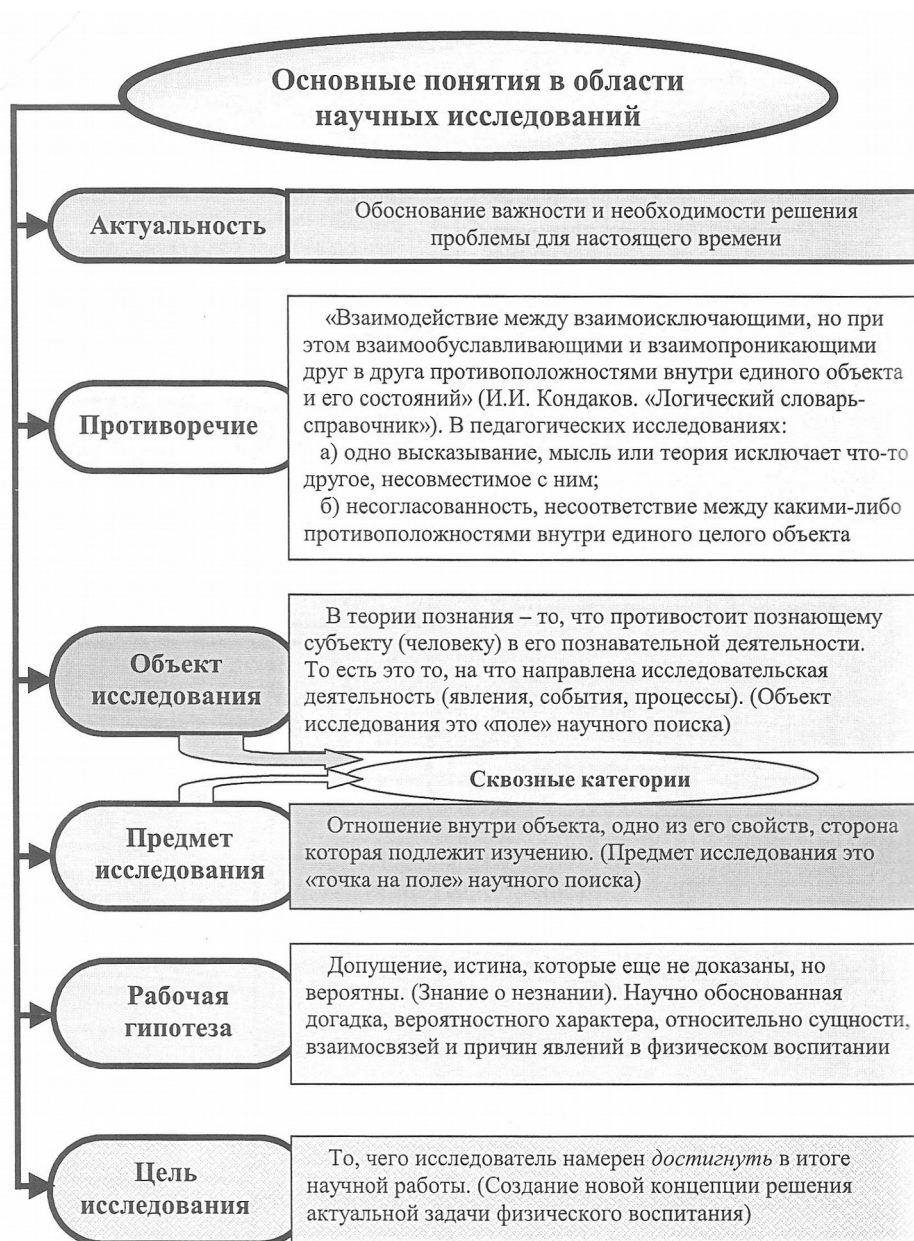 Основные понятия в области
научных исследований
Актуальность
Обоснование важности и необходимости решения
проблемы для настоящего времени
Противоречие
«Взаимодействие между взаимоисключающими, но при
этом взаимообуславливающими и взаимопроникающими
друг в друга противоположностями внутри единого объекта
и его состояний» (И.И. Кондаков. «Логический словарь-
справочник»). В педагогических исследованиях:
а) одно высказывание, мысль или теория исключает что-то
другое, несовместимое с ним;
б) несогласованность, несоответствие между какими-либо
противоположностями внутри единого целого объекта
Объект
исследования
В теории познания – то, что противостоит познающему
субъекту (человеку) в его познавательной деятельности.
То есть это то, на что направлена исследовательская
деятельность (явления, события, процессы). (Объект
исследования это «поле» научного поиска)
Сквозные категории
Предмет
исследования
Отношение внутри объекта, одно из его свойств, сторона
которая подлежит изучению. (Предмет исследования это
«точка на поле» научного поиска)
Рабочая
гипотеза
Допущение, истина, которые еще не доказаны, но
вероятны. (Знание о незнании). Научно обоснованная
догадка, вероятностного характера, относительно сущности,
взаимосвязей и причин явлений в физическом воспитании
Цель
исследования
То, чего исследователь намерен достигнуть в итоге
научной работы. (Создание новой концепции решения
актуальной задачи физического воспитания)